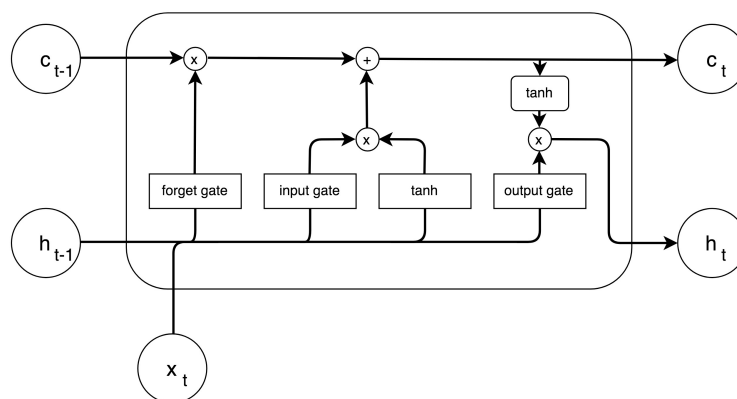 c t-1
x
+
c t
tanh
x
x
forget gate
input gate
tanh
output gate
h t-1
h t
x t